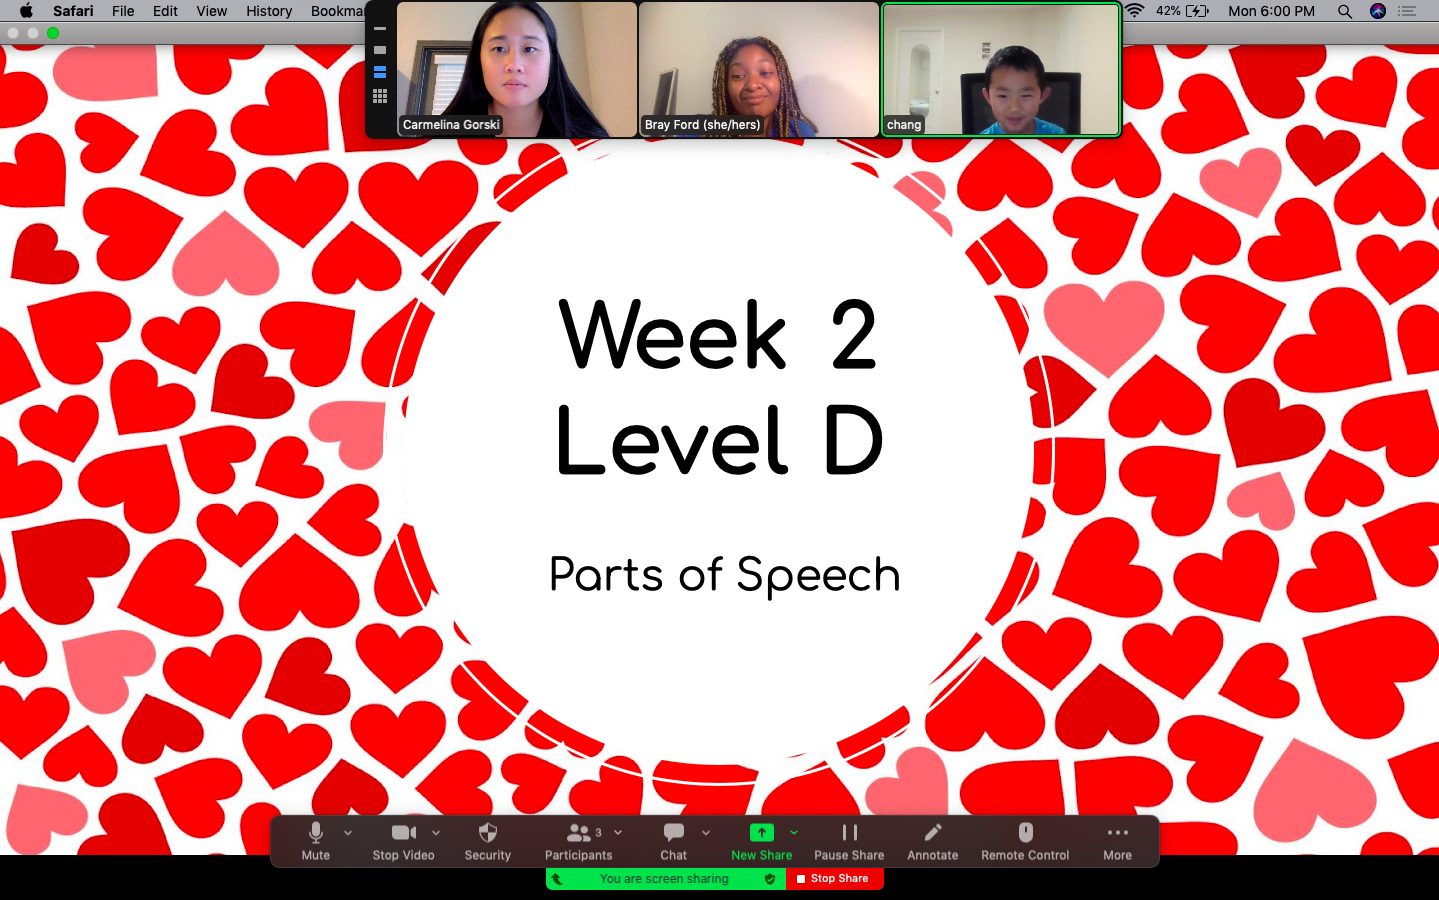 Safari File Edit View History Bookma
42% Mon 6:00 PM
Carmelina Gorski
Bray Ford (she/hers)
chang
Week 2
Level D
Parts of Speech
Mute Stop Video Security Participants 3 Chat New Share Pause Share Annotate Remote Control More
You are screen sharing Stop Share